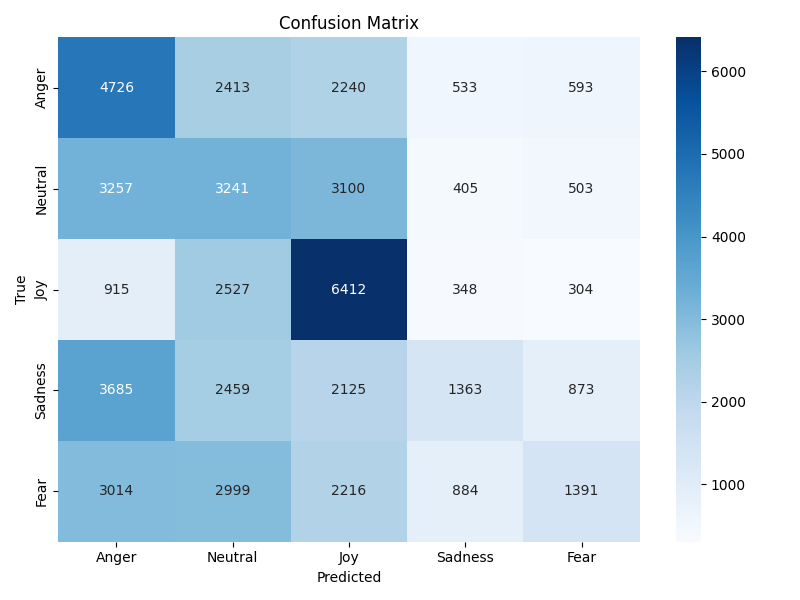 Confusion Matrix
True
Anger 4726 2413 2240 533 593
Neutral 3257 3241 3100 405 503
Joy 915 2527 6412 348 304
Sadness 3685 2459 2125 1363 873
Fear 3014 2999 2216 884 1391
Anger Neutral Joy Sadness Fear
Predicted
6000
5000
4000
3000
2000
1000